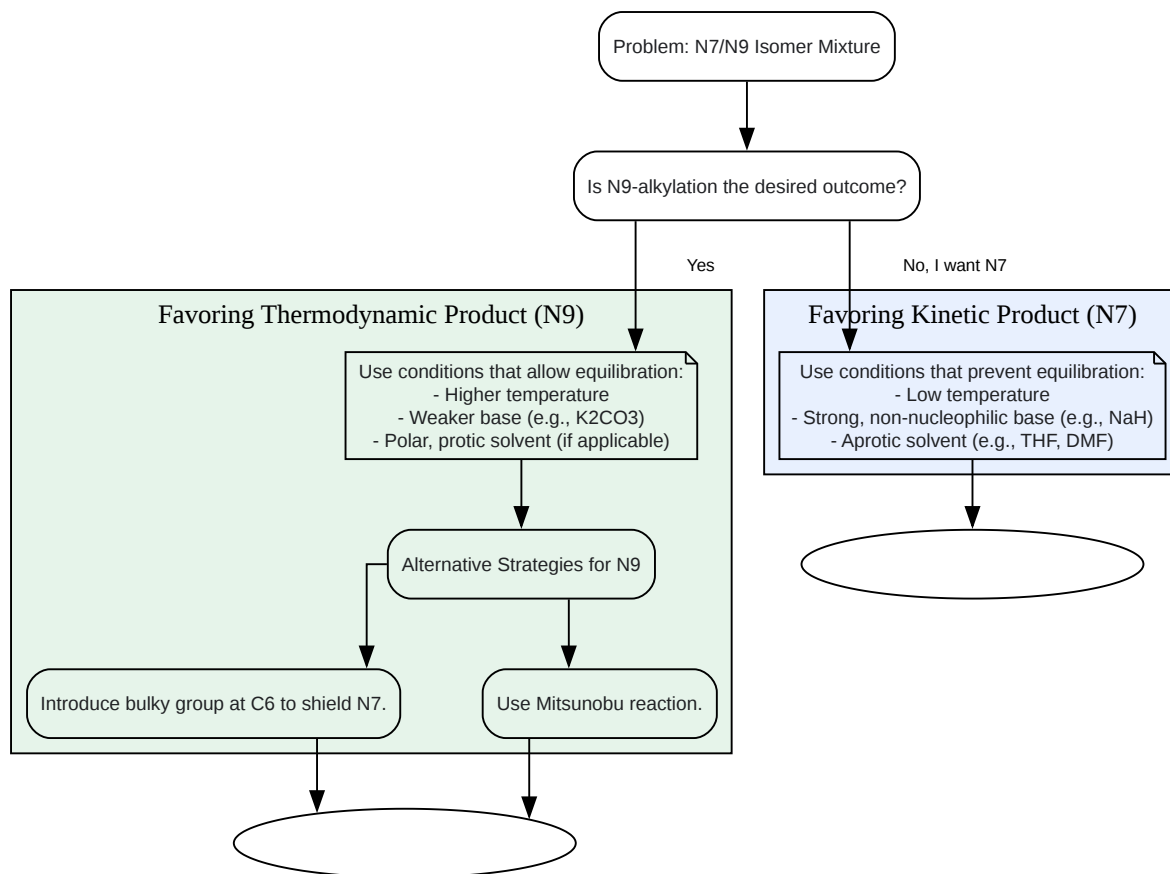 Problem: N7/N9 Isomer Mixture
Is N9-alkylation the desired outcome?
Yes
No, I want N7
Favoring Thermodynamic Product (N9)
Use conditions that allow equilibration:
- Higher temperature
- Weaker base (e.g., K2CO3)
- Polar, protic solvent (if applicable)
Alternative Strategies for N9
Introduce bulky group at C6 to shield N7.
Use Mitsunobu reaction.
Favoring Kinetic Product (N7)
Use conditions that prevent equilibration:
- Low temperature
- Strong, non-nucleophilic base (e.g., NaH)
- Aprotic solvent (e.g., THF, DMF)